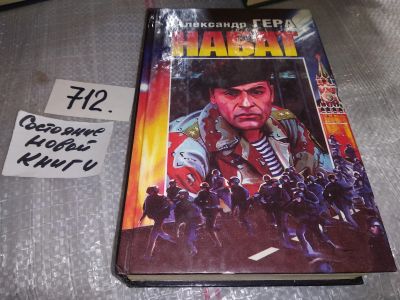 Александр ГЕРА
НАБАТ
712.
Состояние
новой
книги